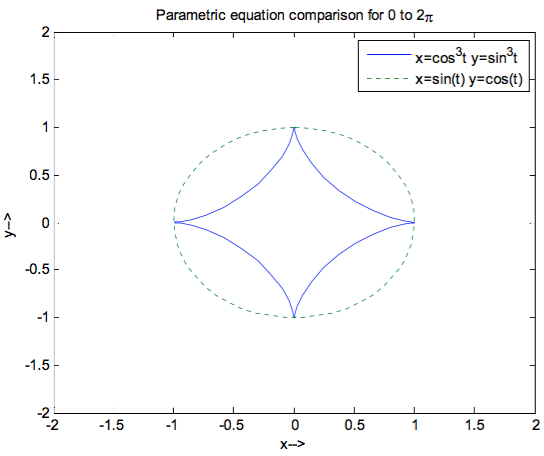 Parametric equation comparison for 0 to 2π
x=cos³t y=sin³t
x=sin(t) y=cos(t)
2
1.5
1
0.5
0
-0.5
-1
-1.5
-2
y-->
-2 -1.5 -1 -0.5 0 0.5 1 1.5 2
x-->